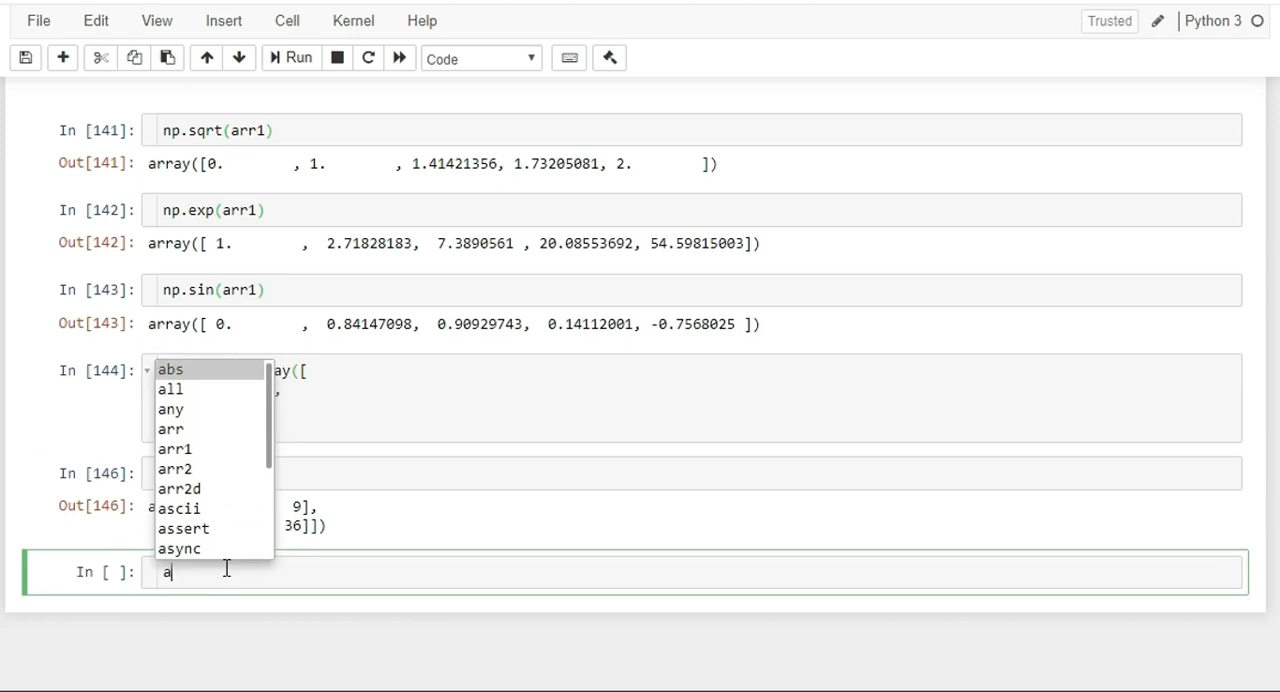 File Edit View Insert Cell Kernel Help Trusted Python 3
Run Code
In [141]: np.sqrt(arr1)
Out[141]: array([0. , 1. , 1.41421356, 1.73205081, 2. ])
In [142]: np.exp(arr1)
Out[142]: array([ 1. , 2.71828183, 7.3890561 , 20.08553692, 54.59815003])
In [143]: np.sin(arr1)
Out[143]: array([ 0. , 0.84147098, 0.90929743, 0.14112001, -0.7568025 ])
In [144]: ay([
,
abs
all
any
arr
arr1
arr2
arr2d
ascii
assert
async
In [146]:
Out[146]: a 9],
36]])
In [ ]: a